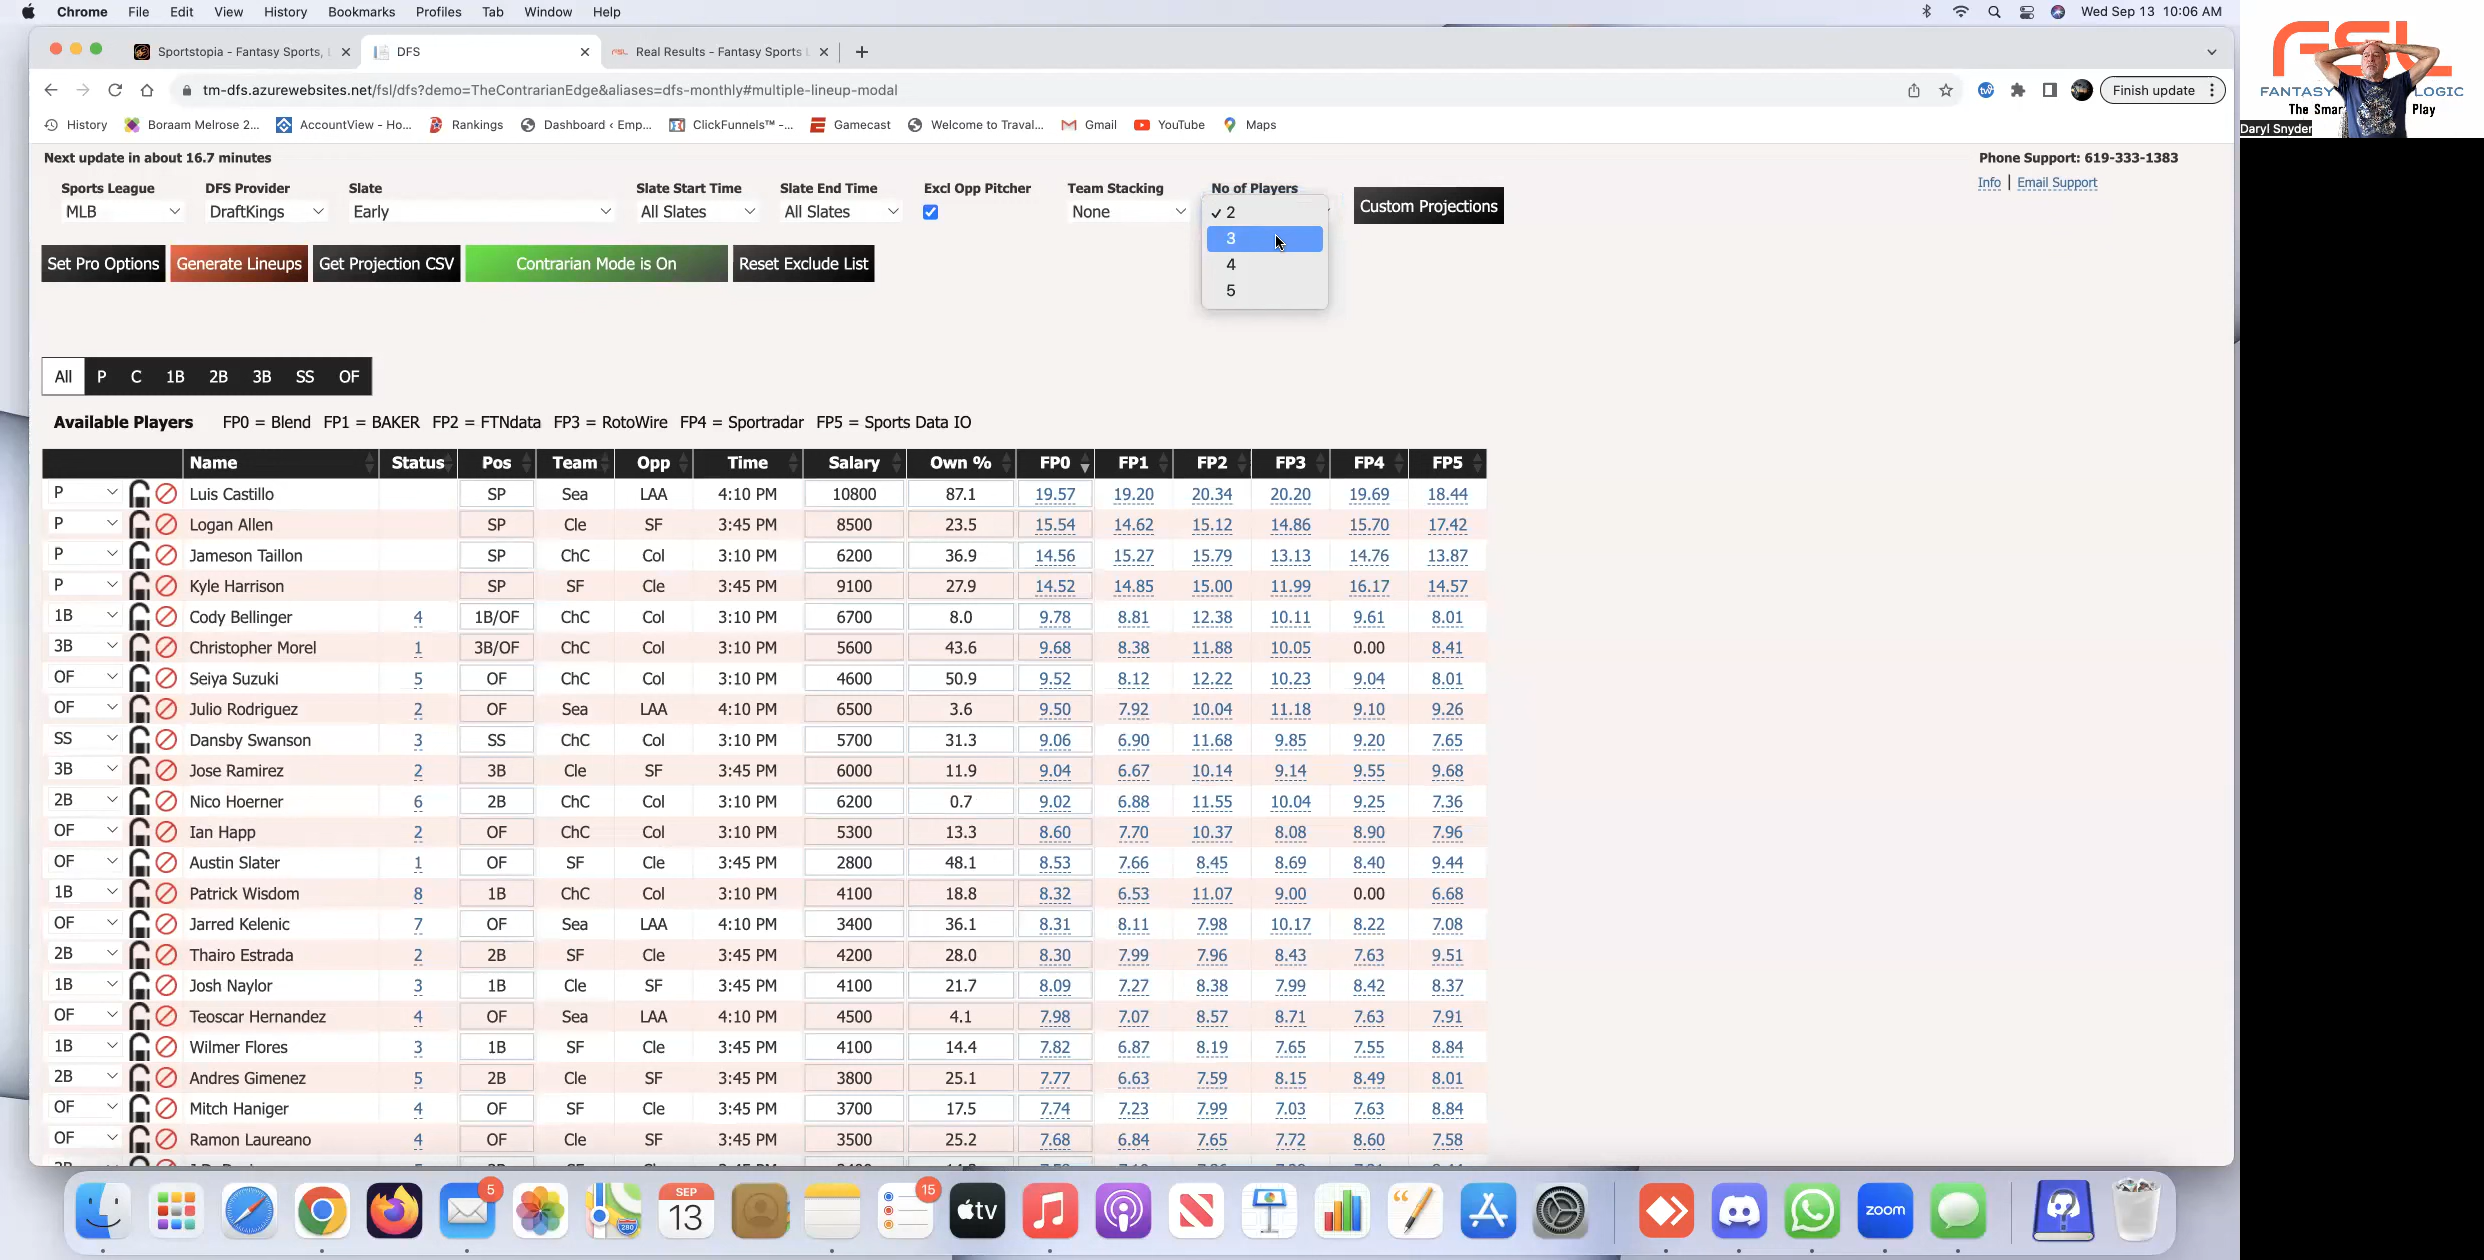 Chrome File Edit View History Bookmarks Profiles Tab Window Help Wed Sep 13 10:06 AM
Sportstopia - Fantasy Sports, DFS Real Results - Fantasy Sports
tm-dfs.azurewebsites.net/fsl/dfs?demo=TheContrarianEdge&aliases=dfs-monthly#multiple-lineup-modal Finish update
History Boraam Melrose 2... AccountView - Ho... Rankings Dashboard ‹ Emp... ClickFunnels™ -... Gamecast Welcome to Traval... Gmail YouTube Maps
FSL
FANTASY LOGIC
The Smar Play
Daryl Snyder
Next update in about 16.7 minutes Phone Support: 619-333-1383
Info | Email Support
Sports League DFS Provider Slate Slate Start Time Slate End Time Excl Opp Pitcher Team Stacking No of Players
MLB DraftKings Early All Slates All Slates None ✓ 2 Custom Projections
3
4
5
Set Pro Options Generate Lineups Get Projection CSV Contrarian Mode is On Reset Exclude List
All P C 1B 2B 3B SS OF
Available Players FP0 = Blend FP1 = BAKER FP2 = FTNdata FP3 = RotoWire FP4 = Sportradar FP5 = Sports Data IO
Name Status Pos Team Opp Time Salary Own % FP0 FP1 FP2 FP3 FP4 FP5
P Luis Castillo SP Sea LAA 4:10 PM 10800 87.1 19.57 19.20 20.34 20.20 19.69 18.44
P Logan Allen SP Cle SF 3:45 PM 8500 23.5 15.54 14.62 15.12 14.86 15.70 17.42
P Jameson Taillon SP ChC Col 3:10 PM 6200 36.9 14.56 15.27 15.79 13.13 14.76 13.87
P Kyle Harrison SP SF Cle 3:45 PM 9100 27.9 14.52 14.85 15.00 11.99 16.17 14.57
1B Cody Bellinger 4 1B/OF ChC Col 3:10 PM 6700 8.0 9.78 8.81 12.38 10.11 9.61 8.01
3B Christopher Morel 1 3B/OF ChC Col 3:10 PM 5600 43.6 9.68 8.38 11.88 10.05 0.00 8.41
OF Seiya Suzuki 5 OF ChC Col 3:10 PM 4600 50.9 9.52 8.12 12.22 10.23 9.04 8.01
OF Julio Rodriguez 2 OF Sea LAA 4:10 PM 6500 3.6 9.50 7.92 10.04 11.18 9.10 9.26
SS Dansby Swanson 3 SS ChC Col 3:10 PM 5700 31.3 9.06 6.90 11.68 9.85 9.20 7.65
3B Jose Ramirez 2 3B Cle SF 3:45 PM 6000 11.9 9.04 6.67 10.14 9.14 9.55 9.68
2B Nico Hoerner 6 2B ChC Col 3:10 PM 6200 0.7 9.02 6.88 11.55 10.04 9.25 7.36
OF Ian Happ 2 OF ChC Col 3:10 PM 5300 13.3 8.60 7.70 10.37 8.08 8.90 7.96
OF Austin Slater 1 OF SF Cle 3:45 PM 2800 48.1 8.53 7.66 8.45 8.69 8.40 9.44
1B Patrick Wisdom 8 1B ChC Col 3:10 PM 4100 18.8 8.32 6.53 11.07 9.00 0.00 6.68
OF Jarred Kelenic 7 OF Sea LAA 4:10 PM 3400 36.1 8.31 8.11 7.98 10.17 8.22 7.08
2B Thairo Estrada 2 2B SF Cle 3:45 PM 4200 28.0 8.30 7.99 7.96 8.43 7.63 9.51
1B Josh Naylor 3 1B Cle SF 3:45 PM 4100 21.7 8.09 7.27 8.38 7.99 8.42 8.37
OF Teoscar Hernandez 4 OF Sea LAA 4:10 PM 4500 4.1 7.98 7.07 8.57 8.71 7.63 7.91
1B Wilmer Flores 3 1B SF Cle 3:45 PM 4100 14.4 7.82 6.87 8.19 7.65 7.55 8.84
2B Andres Gimenez 5 2B Cle SF 3:45 PM 3800 25.1 7.77 6.63 7.59 8.15 8.49 8.01
OF Mitch Haniger 4 OF SF Cle 3:45 PM 3700 17.5 7.74 7.23 7.99 7.03 7.63 8.84
OF Ramon Laureano 4 OF Cle SF 3:45 PM 3500 25.2 7.68 6.84 7.65 7.72 8.60 7.58
5 280 SEP 13 15 tv zoom